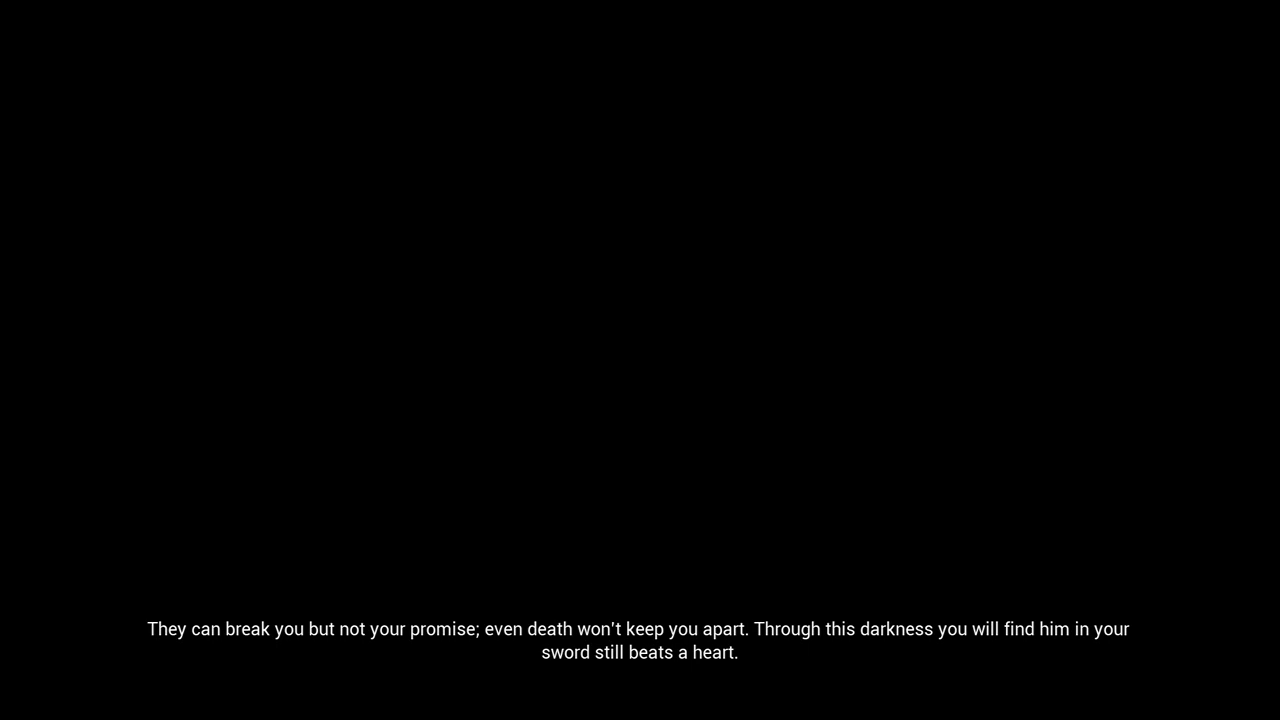 They can break you but not your promise; even death won't keep you apart. Through this darkness you will find him in your
sword still beats a heart.